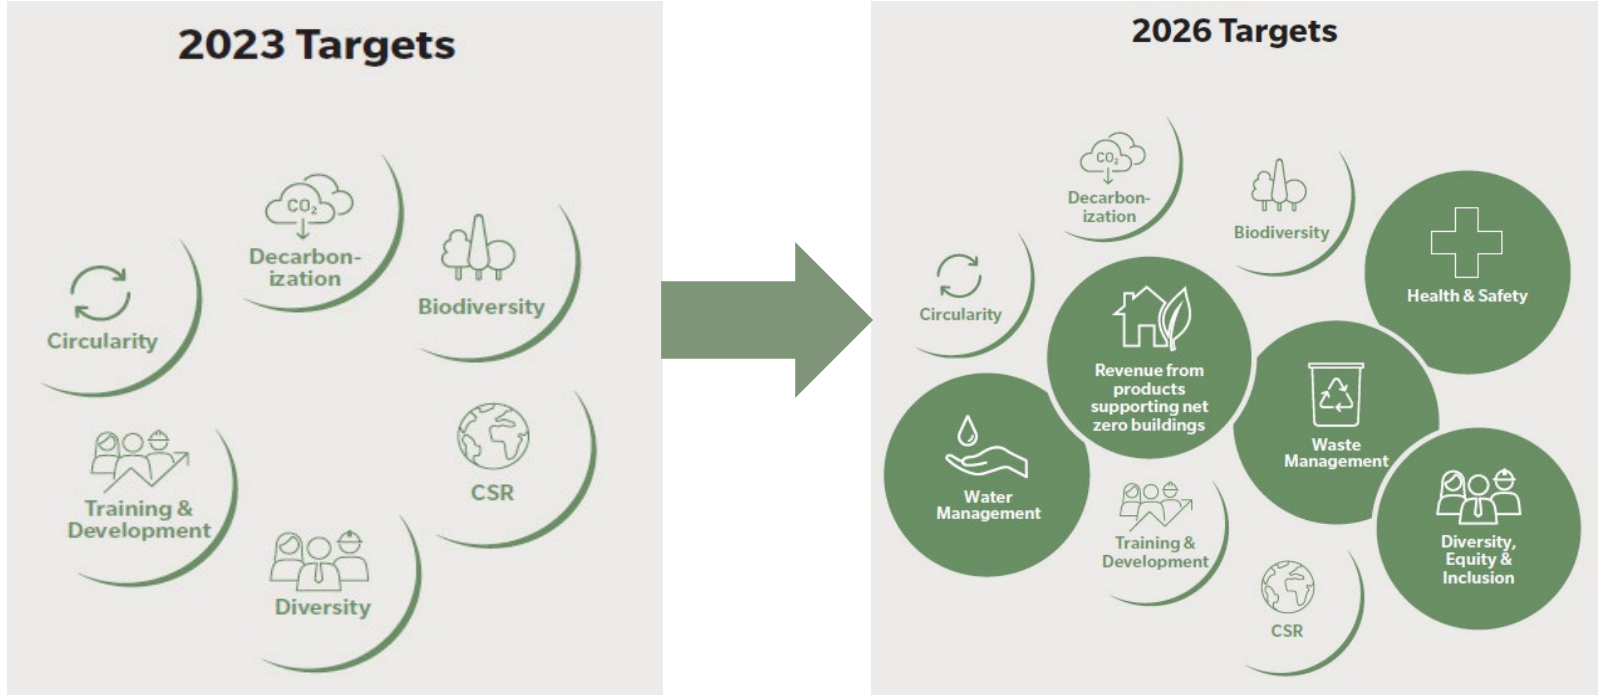 2023 Targets
CO₂
Decarbon-
ization
Biodiversity
Circularity
CSR
Training &
Development
Diversity
2026 Targets
CO₂
Decarbon-
ization
Biodiversity
Health & Safety
Circularity
Revenue from
products
supporting net
zero buildings
Waste
Management
Water
Management
Training &
Development
Diversity,
Equity &
Inclusion
CSR